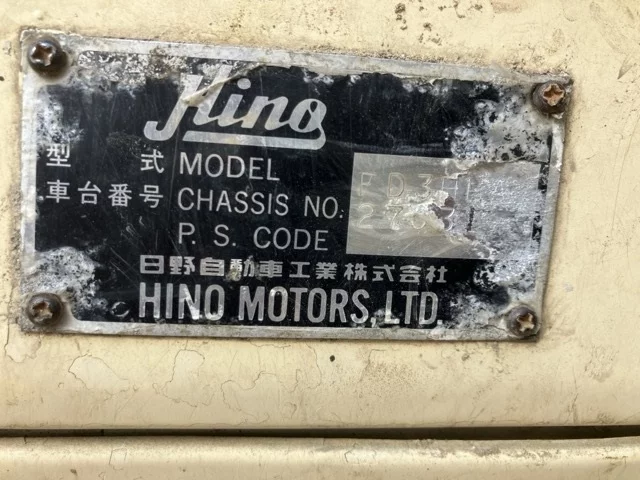 Hino
型 式 MODEL
車台番号 CHASSIS NO.
P. S. CODE
日野自動車工業株式会社
HINO MOTORS, LTD.